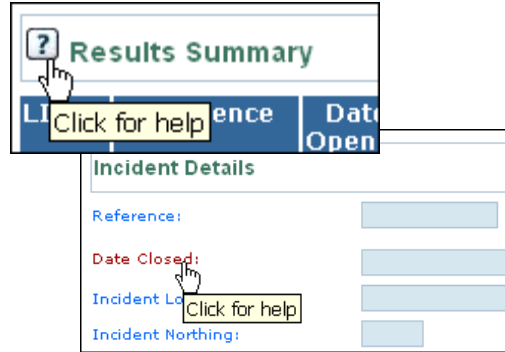 ? Results Summary
Click for help
ence Date
Open
Incident Details
Reference:
Date Closed:
Incident Lo
Click for help
Incident Northing: